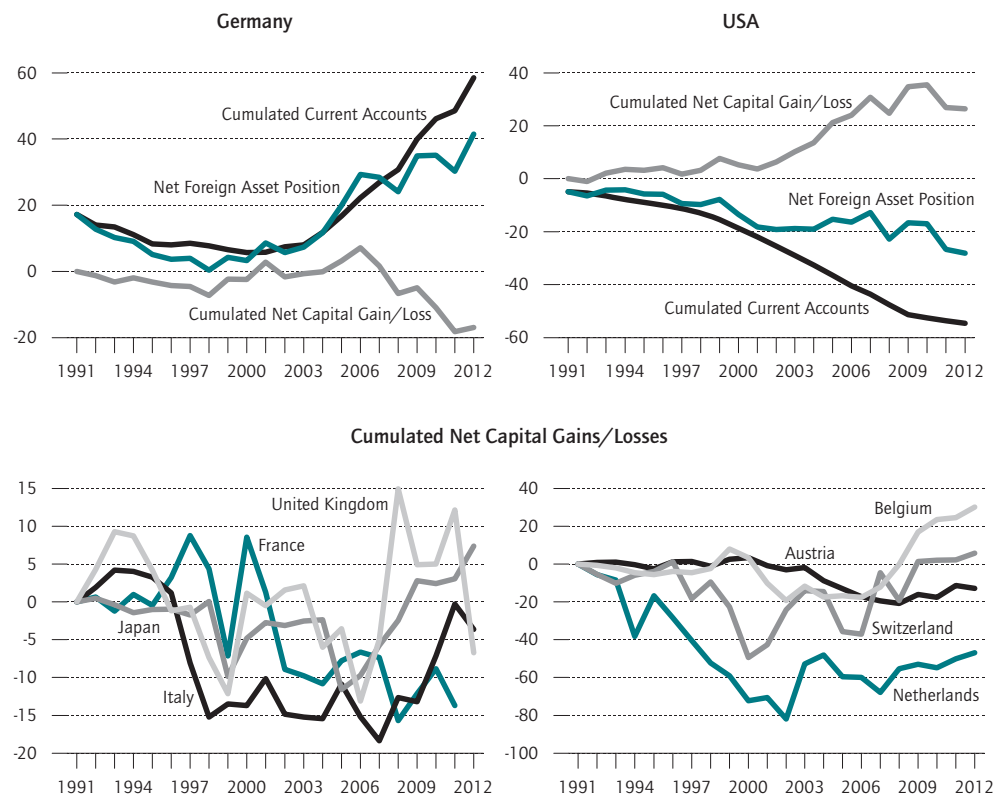 Germany
60
40
20
0
-20
Cumulated Current Accounts
Net Foreign Asset Position
Cumulated Net Capital Gain/Loss
1991 1994 1997 2000 2003 2006 2009 2012
USA
40
20
0
-20
-40
-60
Cumulated Net Capital Gain/Loss
Net Foreign Asset Position
Cumulated Current Accounts
1991 1994 1997 2000 2003 2006 2009 2012
Cumulated Net Capital Gains/Losses
15
10
5
0
-5
-10
-15
-20
United Kingdom
France
Japan
Italy
1991 1994 1997 2000 2003 2006 2009 2012
40
20
0
-20
-40
-60
-80
-100
Belgium
Austria
Switzerland
Netherlands
1991 1994 1997 2000 2003 2006 2009 2012